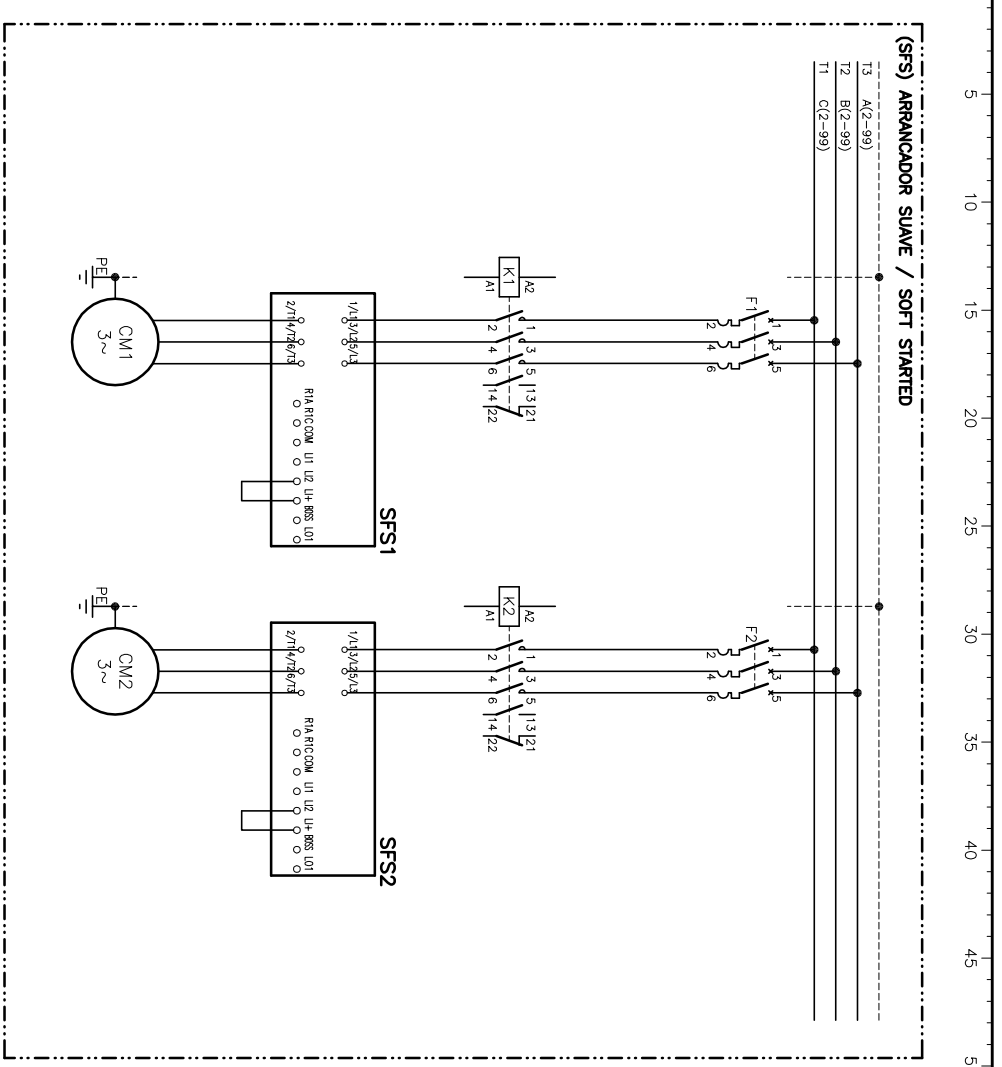 5 10 15 20 25 30 35 40 45 5
(SFS) ARRANCADOR SUAVE / SOFT STARTED
T3 A(2-99)
T2 B(2-99)
T1 C(2-99)
F1
1 3 5
2 4 6
F2
1 3 5
2 4 6
K1
A2
A1
1 3 5 13 21
2 4 6 14 22
K2
A2
A1
1 3 5 13 21
2 4 6 14 22
SFS1
1/L1 3/L2 5/L3
2/T1 4/T2 6/T3
R1A R1C COM LI1 LI2 LI+ BOSS LO1
SFS2
1/L1 3/L2 5/L3
2/T1 4/T2 6/T3
R1A R1C COM LI1 LI2 LI+ BOSS LO1
PE
CM1
3~
PE
CM2
3~